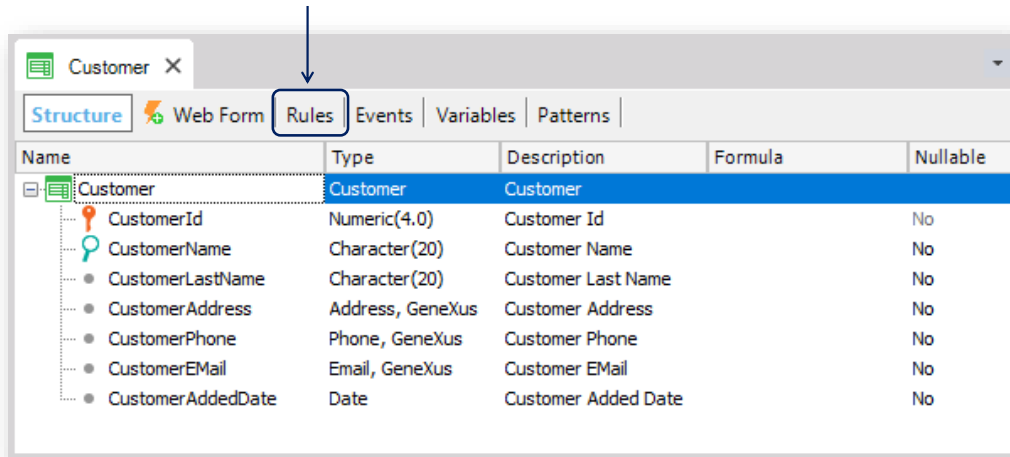 Customer
Structure Web Form Rules Events Variables Patterns
Name Type Description Formula Nullable
Customer Customer Customer
CustomerId Numeric(4.0) Customer Id No
CustomerName Character(20) Customer Name No
CustomerLastName Character(20) Customer Last Name No
CustomerAddress Address, GeneXus Customer Address No
CustomerPhone Phone, GeneXus Customer Phone No
CustomerEMail Email, GeneXus Customer EMail No
CustomerAddedDate Date Customer Added Date No